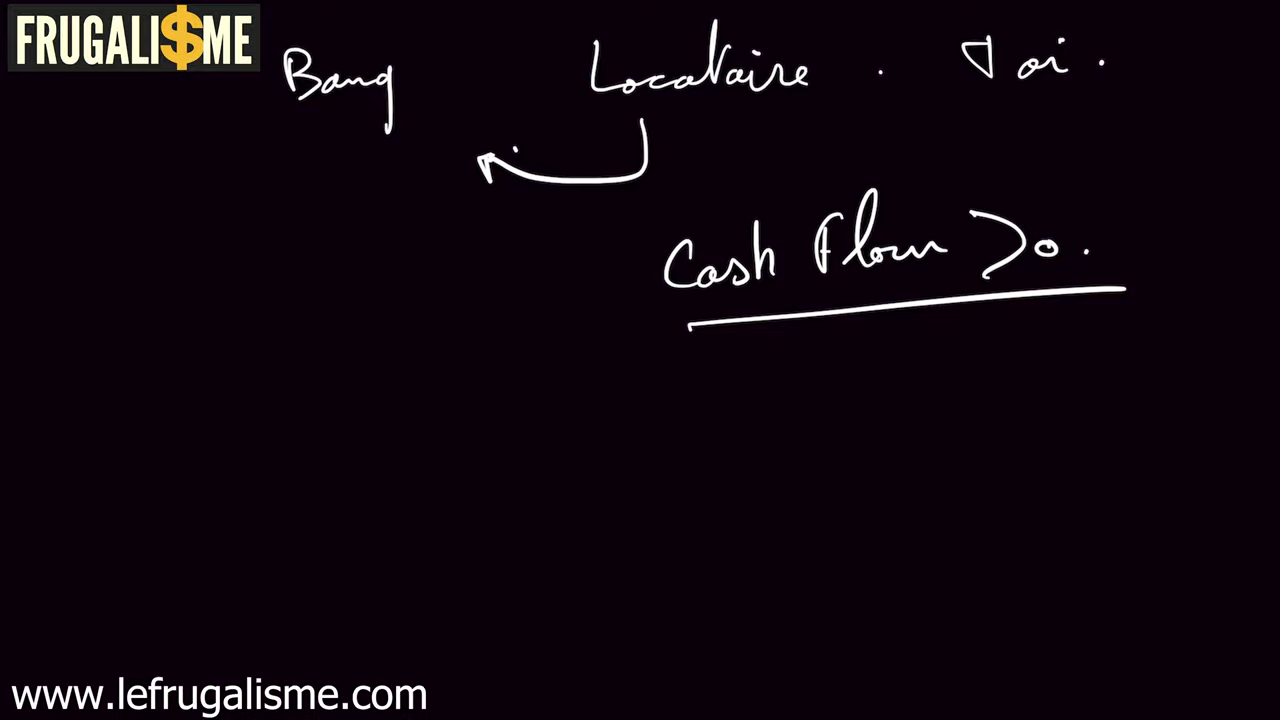 FRUGALI$ME
Banq Locataire . Toi .
Cash Flow >0 .
www.lefrugalisme.com